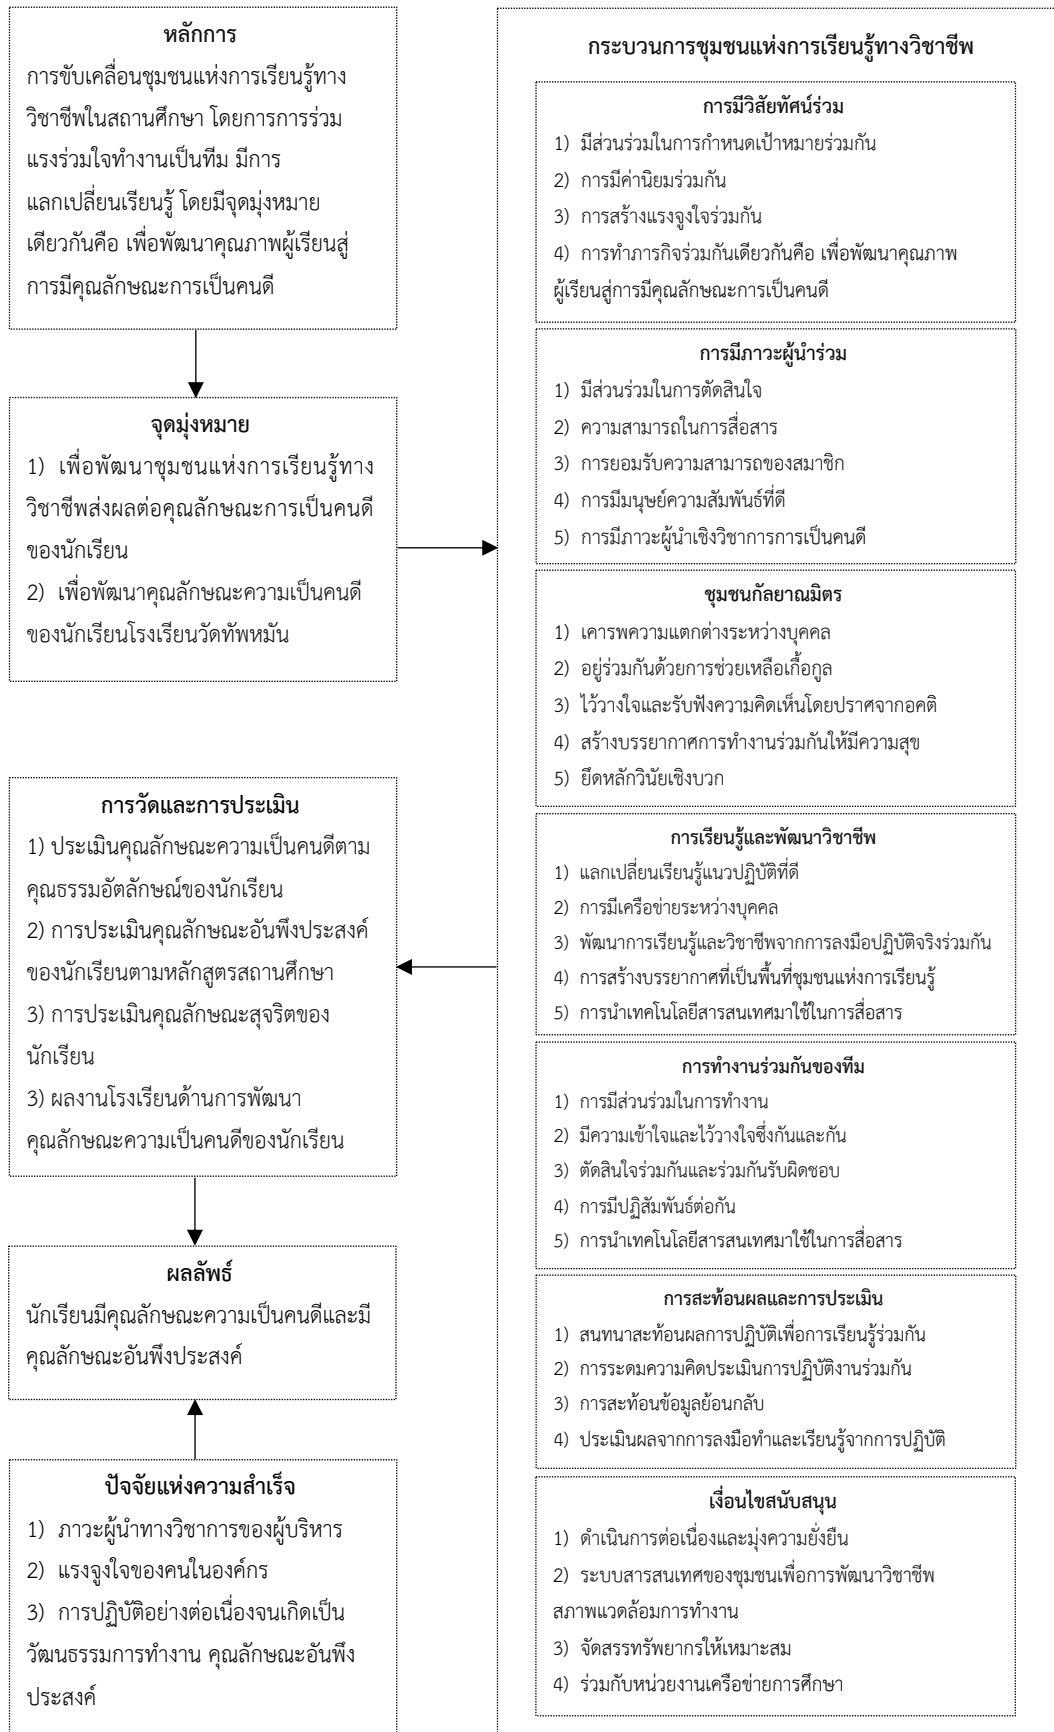 หลักการ
การขับเคลื่อนชุมชนแห่งการเรียนรู้ทาง
วิชาชีพในสถานศึกษา โดยการการร่วม
แรงร่วมใจทำงานเป็นทีม มีการ
แลกเปลี่ยนเรียนรู้ โดยมีจุดมุ่งหมาย
เดียวกันคือ เพื่อพัฒนาคุณภาพผู้เรียนสู่
การมีคุณลักษณะการเป็นคนดี
จุดมุ่งหมาย
1) เพื่อพัฒนาชุมชนแห่งการเรียนรู้ทาง
วิชาชีพส่งผลต่อคุณลักษณะการเป็นคนดี
ของนักเรียน
2) เพื่อพัฒนาคุณลักษณะความเป็นคนดี
ของนักเรียนโรงเรียนวัดทัพหมัน
กระบวนการชุมชนแห่งการเรียนรู้ทางวิชาชีพ
การมีวิสัยทัศน์ร่วม
1) มีส่วนร่วมในการกำหนดเป้าหมายร่วมกัน
2) การมีค่านิยมร่วมกัน
3) การสร้างแรงจูงใจร่วมกัน
4) การทำภารกิจร่วมกันเดียวกันคือ เพื่อพัฒนาคุณภาพ
ผู้เรียนสู่การมีคุณลักษณะการเป็นคนดี
การมีภาวะผู้นำร่วม
1) มีส่วนร่วมในการตัดสินใจ
2) ความสามารถในการสื่อสาร
3) การยอมรับความสามารถของสมาชิก
4) การมีมนุษย์ความสัมพันธ์ที่ดี
5) การมีภาวะผู้นำเชิงวิชาการการเป็นคนดี
ชุมชนกัลยาณมิตร
1) เคารพความแตกต่างระหว่างบุคคล
2) อยู่ร่วมกันด้วยการช่วยเหลือเกื้อกูล
3) ไว้วางใจและรับฟังความคิดเห็นโดยปราศจากอคติ
4) สร้างบรรยากาศการทำงานร่วมกันให้มีความสุข
5) ยึดหลักวินัยเชิงบวก
การเรียนรู้และพัฒนาวิชาชีพ
1) แลกเปลี่ยนเรียนรู้แนวปฏิบัติที่ดี
2) การมีเครือข่ายระหว่างบุคคล
3) พัฒนาการเรียนรู้และวิชาชีพจากการลงมือปฏิบัติจริงร่วมกัน
4) การสร้างบรรยากาศที่เป็นพื้นที่ชุมชนแห่งการเรียนรู้
5) การนำเทคโนโลยีสารสนเทศมาใช้ในการสื่อสาร
การทำงานร่วมกันของทีม
1) การมีส่วนร่วมในการทำงาน
2) มีความเข้าใจและไว้วางใจซึ่งกันและกัน
3) ตัดสินใจร่วมกันและร่วมกันรับผิดชอบ
4) การมีปฏิสัมพันธ์ต่อกัน
5) การนำเทคโนโลยีสารสนเทศมาใช้ในการสื่อสาร
การสะท้อนผลและการประเมิน
1) สนทนาสะท้อนผลการปฏิบัติเพื่อการเรียนรู้ร่วมกัน
2) การระดมความคิดประเมินการปฏิบัติงานร่วมกัน
3) การสะท้อนข้อมูลย้อนกลับ
4) ประเมินผลจากการลงมือทำและเรียนรู้จากการปฏิบัติ
เงื่อนไขสนับสนุน
1) ดำเนินการต่อเนื่องและมุ่งความยั่งยืน
2) ระบบสารสนเทศของชุมชนเพื่อการพัฒนาวิชาชีพ
สภาพแวดล้อมการทำงาน
3) จัดสรรทรัพยากรให้เหมาะสม
4) ร่วมกับหน่วยงานเครือข่ายการศึกษา
การวัดและการประเมิน
1) ประเมินคุณลักษณะความเป็นคนดีตาม
คุณธรรมอัตลักษณ์ของนักเรียน
2) การประเมินคุณลักษณะอันพึงประสงค์
ของนักเรียนตามหลักสูตรสถานศึกษา
3) การประเมินคุณลักษณะสุจริตของ
นักเรียน
3) ผลงานโรงเรียนด้านการพัฒนา
คุณลักษณะความเป็นคนดีของนักเรียน
ผลลัพธ์
นักเรียนมีคุณลักษณะความเป็นคนดีและมี
คุณลักษณะอันพึงประสงค์
ปัจจัยแห่งความสำเร็จ
1) ภาวะผู้นำทางวิชาการของผู้บริหาร
2) แรงจูงใจของคนในองค์กร
3) การปฏิบัติอย่างต่อเนื่องจนเกิดเป็น
วัฒนธรรมการทำงาน คุณลักษณะอันพึง
ประสงค์